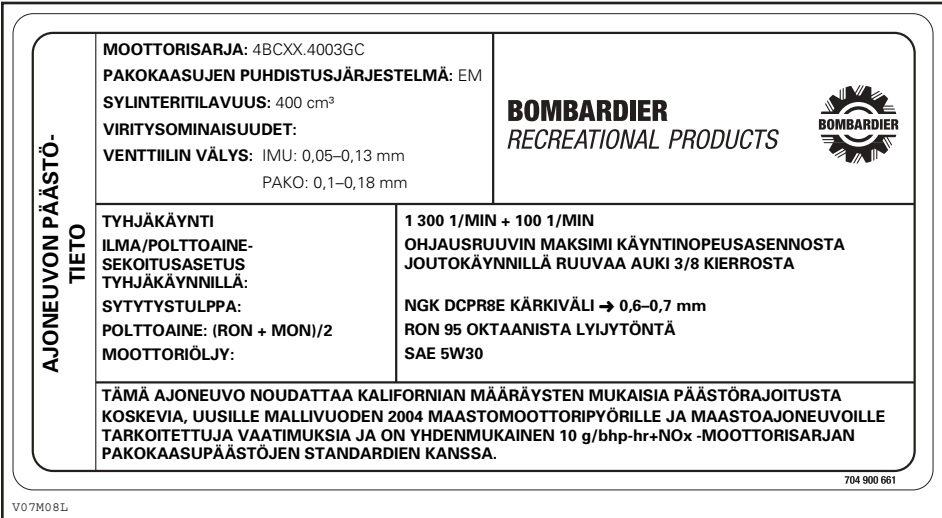 AJONEUVON PÄÄSTÖ-
TIETO
MOOTTORISARJA: 4BCXX.4003GC
PAKOKAASUJEN PUHDISTUSJÄRJESTELMÄ: EM
SYLINTERITILAVUUS: 400 cm³
VIRITYSOMINAISUUDET:
VENTTIILIN VÄLYS: IMU: 0,05–0,13 mm
PAKO: 0,1–0,18 mm
BOMBARDIER
RECREATIONAL PRODUCTS
BOMBARDIER
TYHJÄKÄYNTI
1 300 1/MIN + 100 1/MIN
ILMA/POLTTOAINE-
SEKOITUSASETUS
TYHJÄKÄYNNILLÄ:
OHJAUSRUUVIN MAKSIMI KÄYNTINOPEUSASENNOSTA
JOUTOKÄYNNILLÄ RUUVAA AUKI 3/8 KIERROSTA
SYTYTYSTULPPA:
NGK DCPR8E KÄRKIVÄLI ➔ 0,6–0,7 mm
POLTTOAINE: (RON + MON)/2
RON 95 OKTAANISTA LYIJYTÖNTÄ
MOOTTORIÖLJY:
SAE 5W30
TÄMÄ AJONEUVO NOUDATTAA KALIFORNIAN MÄÄRÄYSTEN MUKAISIA PÄÄSTÖRAJOITUSTA
KOSKEVIA, UUSILLE MALLIVUODEN 2004 MAASTOMOOTTORIPYÖRILLE JA MAASTOAJONEUVOILLE
TARKOITETTUJA VAATIMUKSIA JA ON YHDENMUKAINEN 10 g/bhp-hr+NOx -MOOTTORISARJAN
PAKOKAASUPÄÄSTÖJEN STANDARDIEN KANSSA.
704 900 661
V07M08L